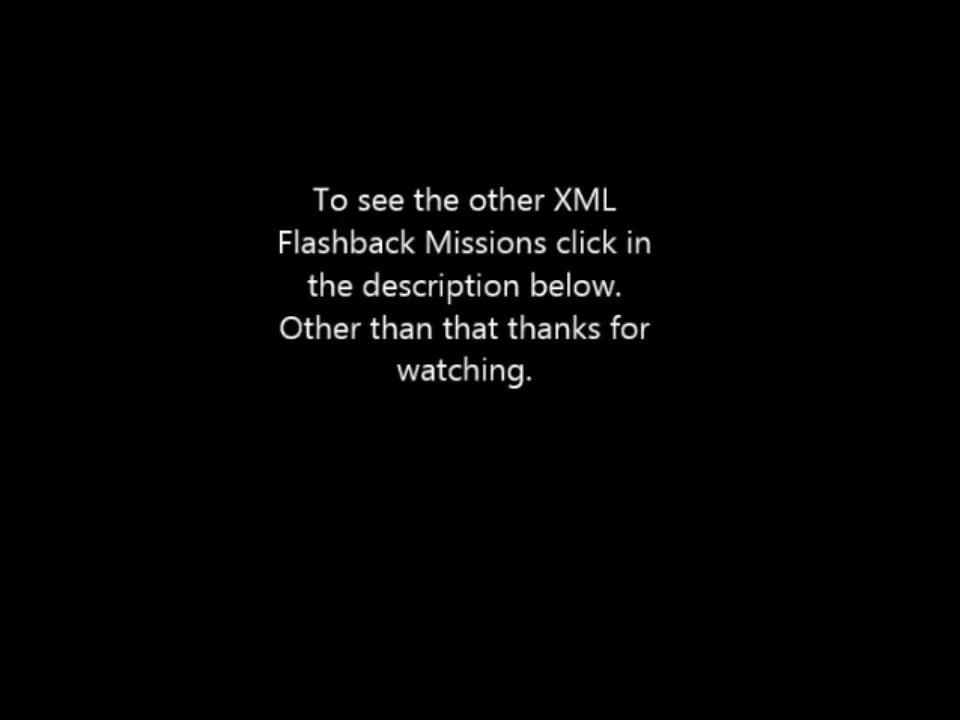 To see the other XML
Flashback Missions click in
the description below.
Other than that thanks for
watching.